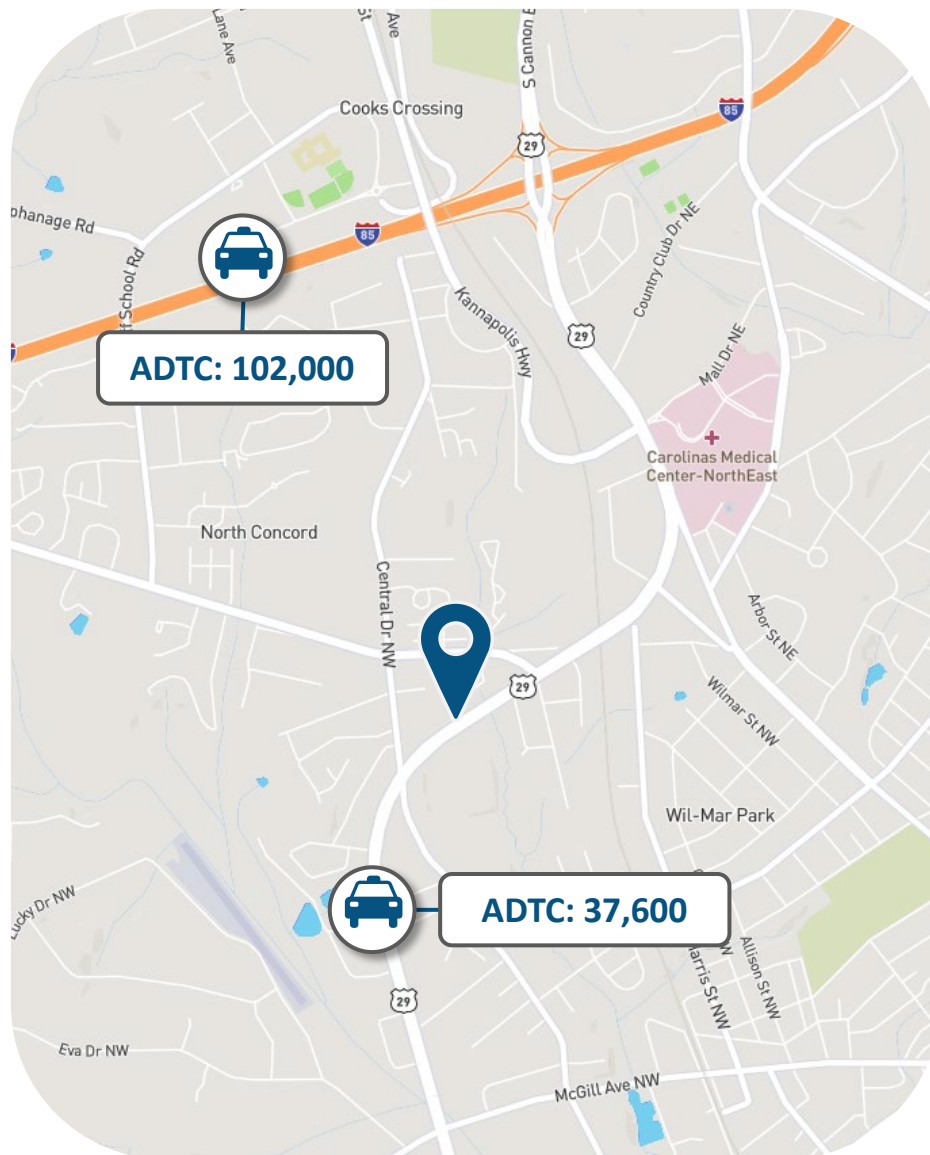 St
Ave
Lane Ave
S Cannon B
Cooks Crossing
85
29
phanage Rd
85
School Rd
Country Club Dr NE
Kannapolis Hwy
29
ADTC: 102,000
Mall Dr NE
Carolinas Medical
Center-NorthEast
North Concord
Central Dr NW
Arbor St NE
29
Wilmar St NW
Wil-Mar Park
Lucky Dr NW
ADTC: 37,600
W
Harris St NW
Allison St NW
29
Eva Dr NW
McGill Ave NW